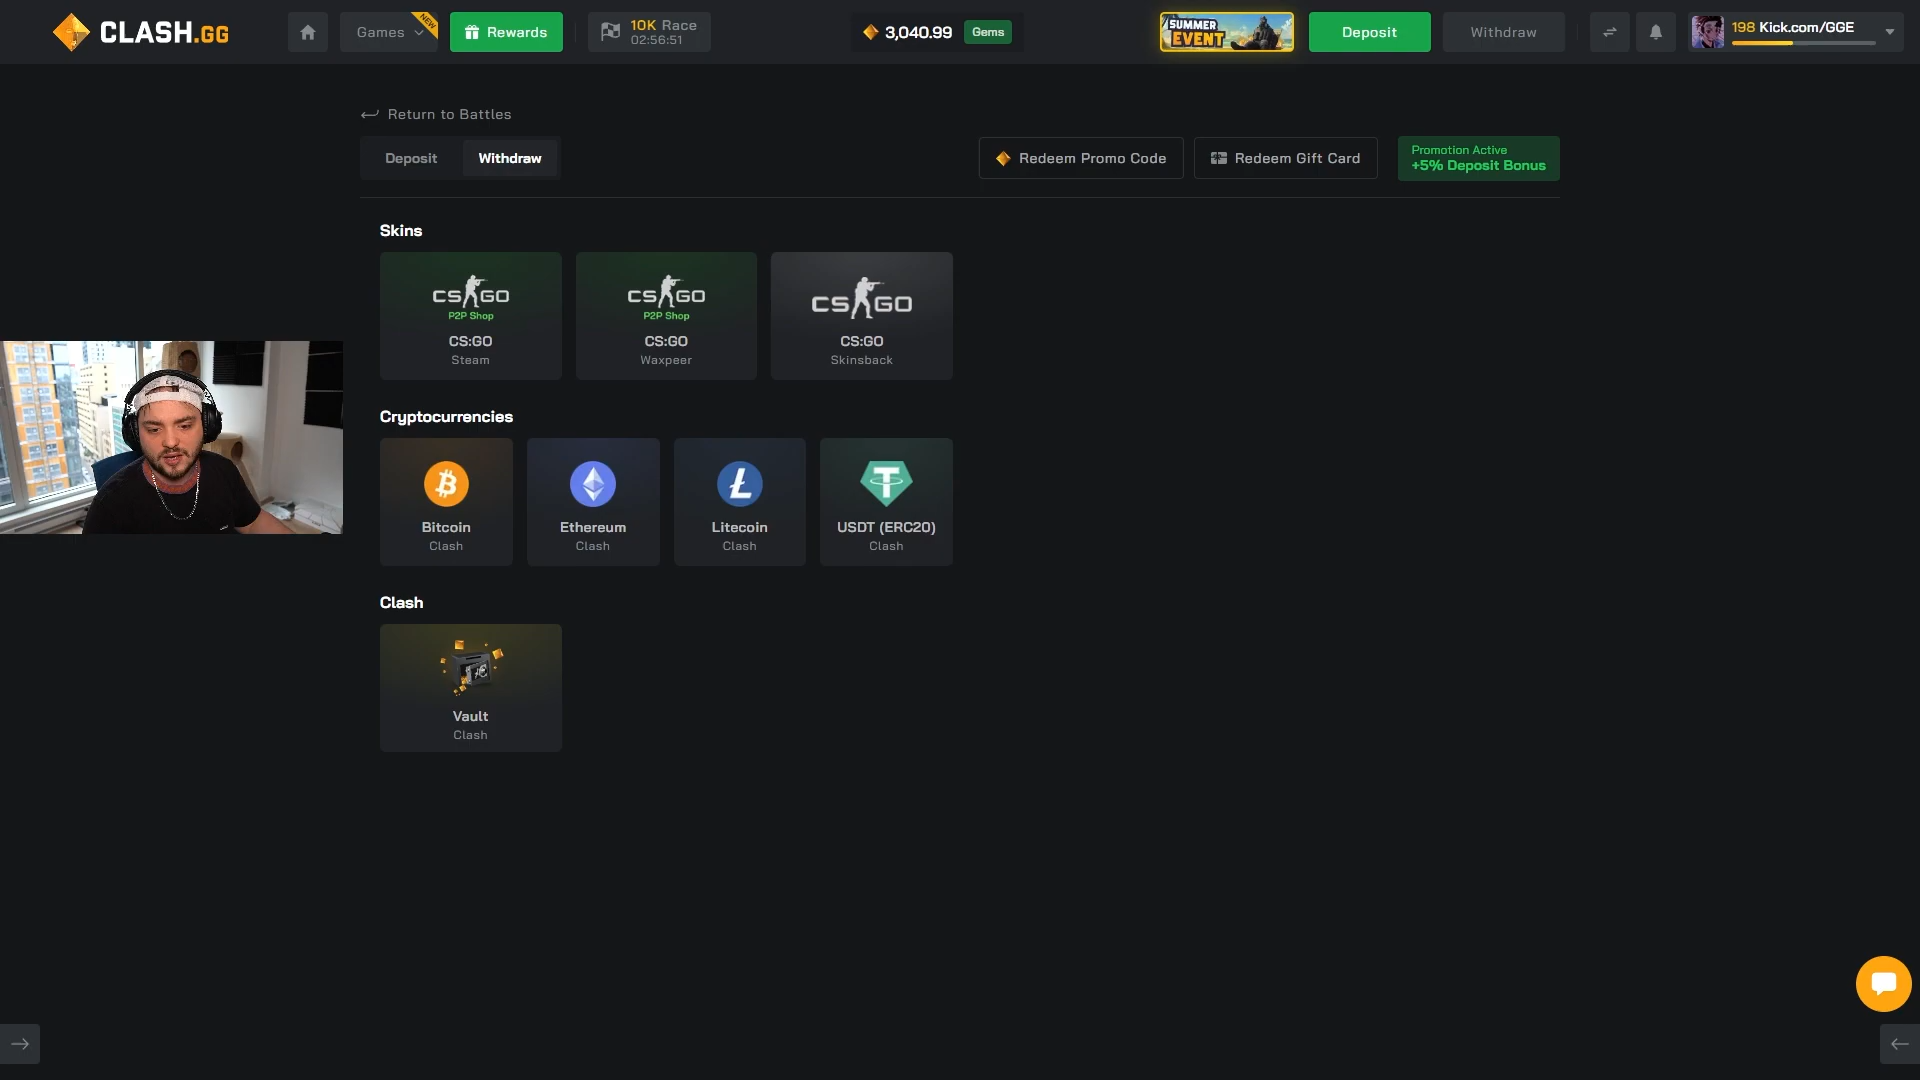 CLASH.GG
Games
NEW
Rewards
10K Race
02:56:51
3,040.99
Gems
SUMMER
EVENT
Deposit
Withdraw
198 Kick.com/GGE
Return to Battles
Deposit
Withdraw
Redeem Promo Code
Redeem Gift Card
Promotion Active
+5% Deposit Bonus
Skins
CS GO
P2P Shop
CS:GO
Steam
CS GO
P2P Shop
CS:GO
Waxpeer
CS GO
CS:GO
Skinsback
Cryptocurrencies
Bitcoin
Clash
Ethereum
Clash
Litecoin
Clash
USDT (ERC20)
Clash
Clash
Vault
Clash